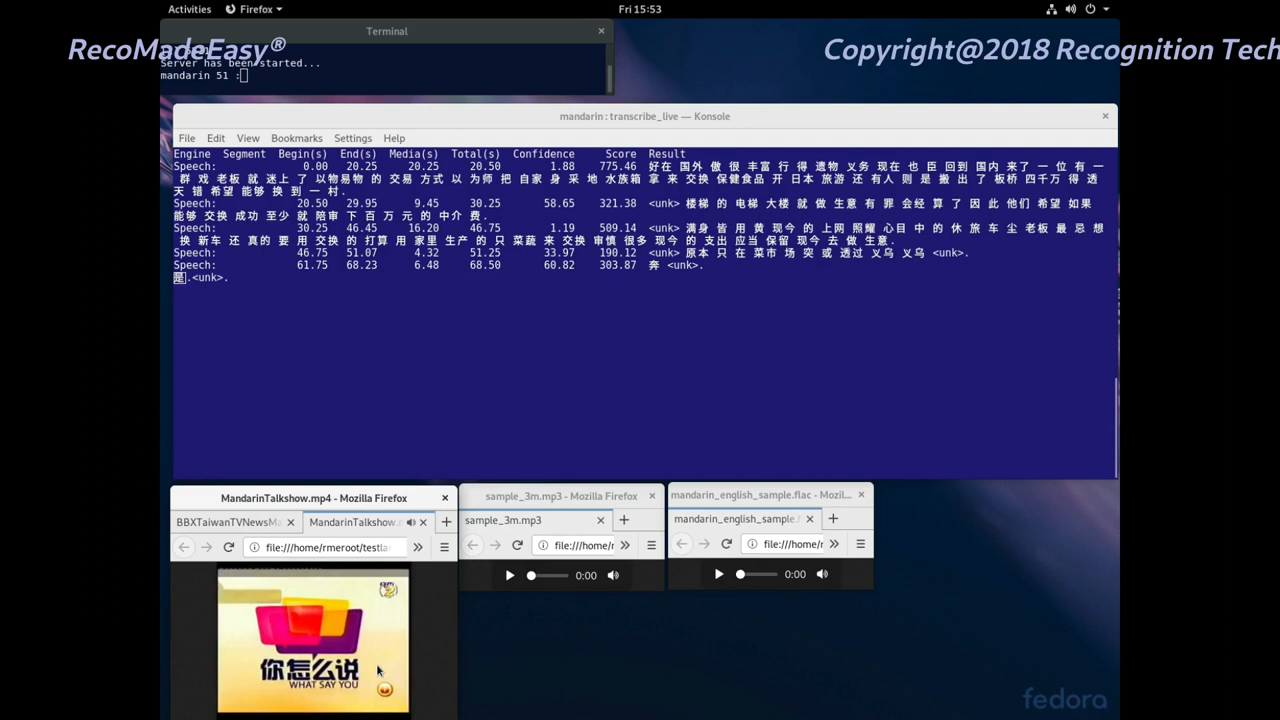 Activities Firefox Fri 15:53
Terminal
RecoMadeEasy® Copyright@2018 Recognition Tech
Server has been started...
mandarin 51 :
mandarin : transcribe_live — Konsole
File Edit View Bookmarks Settings Help
Engine Segment Begin(s) End(s) Media(s) Total(s) Confidence Score Result
Speech: 0.00 20.25 20.25 20.50 1.88 775.46 好在 国外 做 很 丰富 行 得 遗物 义务 现在 也 臣 回到 国内 来了 一 位 有 一
群 戏 老板 就 迷上 了 以物易物 的 交易 方式 以 为师 把 自家 身 采 地 水族箱 拿 来 交换 保健食品 开 日本 旅游 还 有人 则 是 搬 出 了 板桥 四千万 得 透
天 错 希望 能够 换 到 一 村.
Speech: 20.50 29.95 9.45 30.25 58.65 321.38 <unk> 楼梯 的 电梯 大楼 就 做 生意 有 罪 会经 算 了 因 此 他们 希望 如果
能够 交换 成功 至少 就 陪审 下 百 万 元 的 中介 费.
Speech: 30.25 46.45 16.20 46.75 1.19 509.14 满身 皆 用 黄 现今 的 上网 照耀 心目 中 的 休 旅 车 尘 老板 最 忌 想
换 新车 还 真的 要 用 交换 的 打算 用 家里 生产 的 只 菜蔬 来 交换 审慎 很多 现今 的 支出 应当 保留 现今 去 做 生意.
Speech: 46.75 51.07 4.32 51.25 33.97 190.12 <unk> 原本 只 在 菜市 场 突 或 透过 义乌 义乌 <unk>.
Speech: 61.75 68.23 6.48 68.50 60.82 303.87 奔 <unk>.
是.<unk>.
MandarinTalkshow.mp4 - Mozilla Firefox
sample_3m.mp3 - Mozilla Firefox
mandarin_english_sample.flac - Mozil...
BBXTaiwanTVNewsMa
MandarinTalkshow.m
sample_3m.mp3
mandarin_english_sample.f
file:///home/rmeroot/testla
file:///home/r
file:///home/r
0:00
0:00
你怎么说
WHAT SAY YOU
fedora